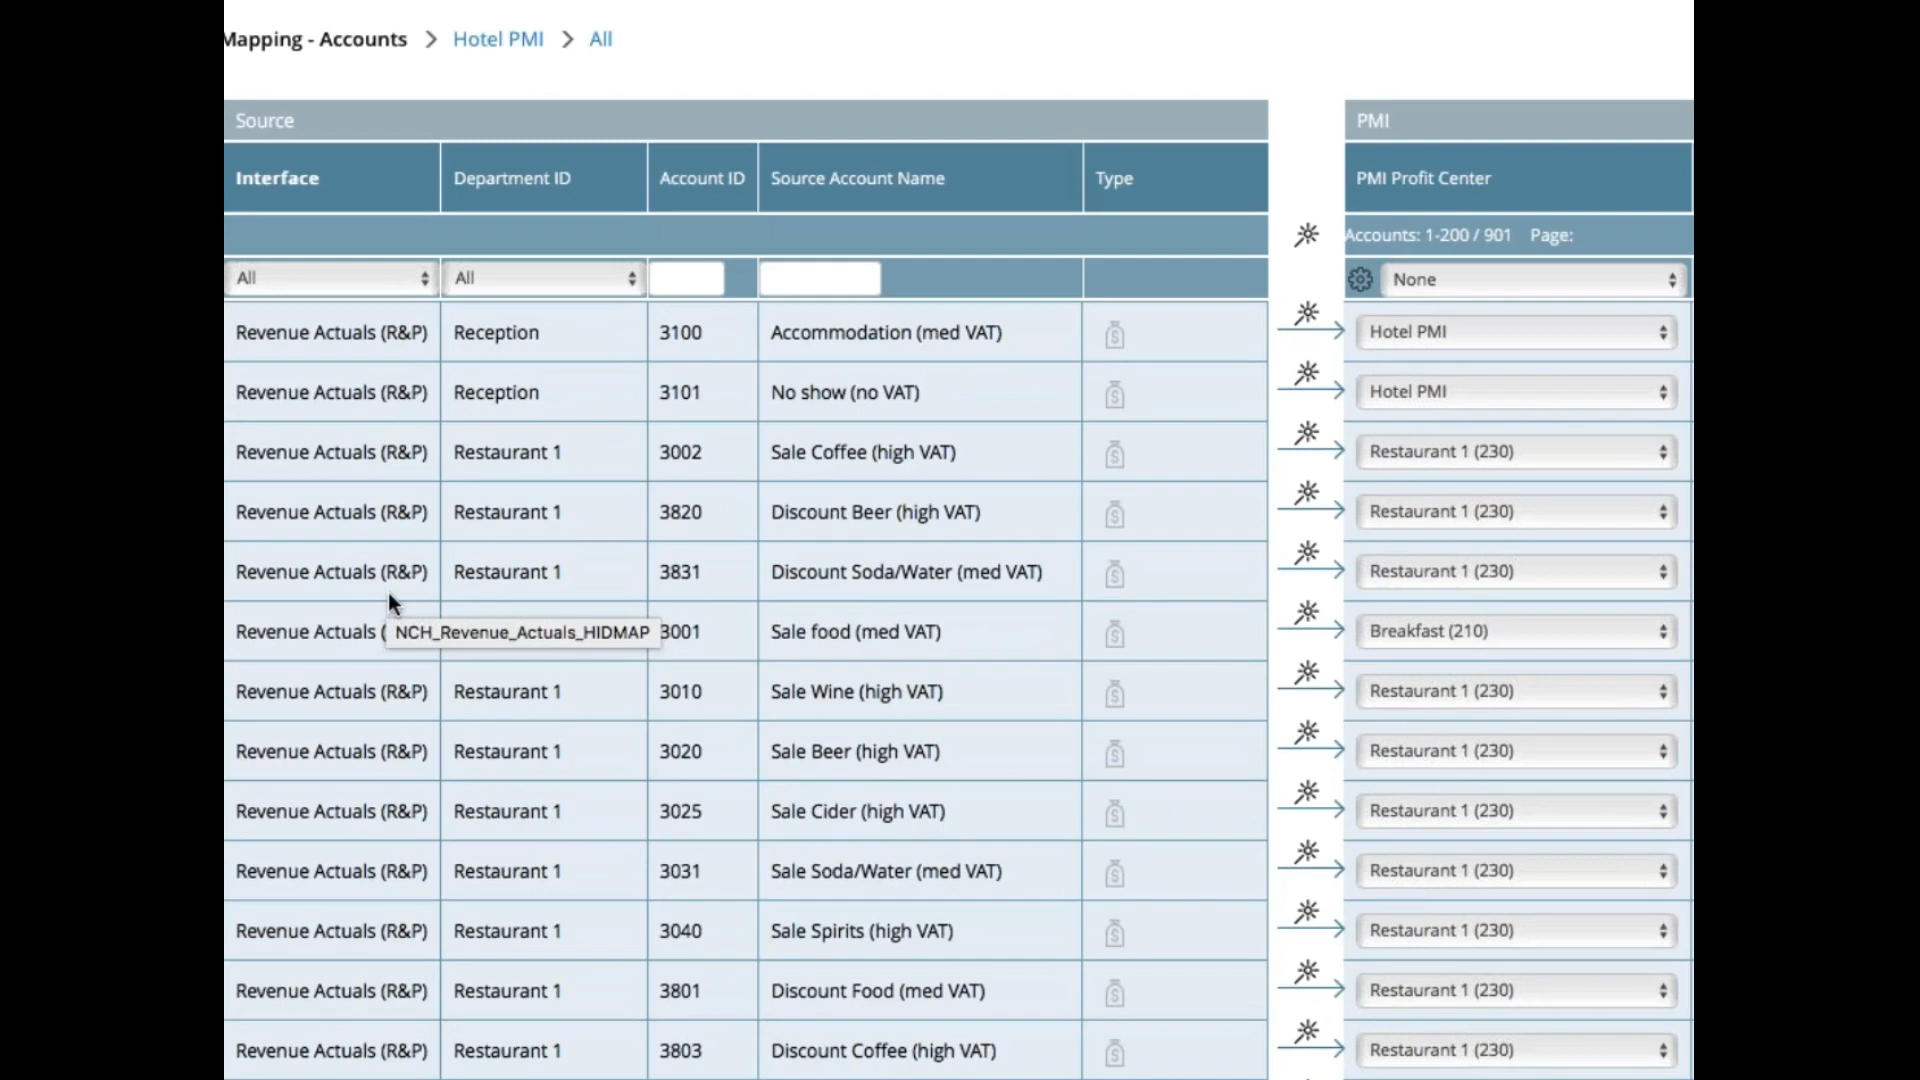 Mapping - Accounts > Hotel PMI > All
Source PMI
Interface Department ID Account ID Source Account Name Type PMI Profit Center
Accounts: 1-200 / 901 Page:
All All None
Revenue Actuals (R&P) Reception 3100 Accommodation (med VAT) Hotel PMI
Revenue Actuals (R&P) Reception 3101 No show (no VAT) Hotel PMI
Revenue Actuals (R&P) Restaurant 1 3002 Sale Coffee (high VAT) Restaurant 1 (230)
Revenue Actuals (R&P) Restaurant 1 3820 Discount Beer (high VAT) Restaurant 1 (230)
Revenue Actuals (R&P) Restaurant 1 3831 Discount Soda/Water (med VAT) Restaurant 1 (230)
Revenue Actuals ( NCH_Revenue_Actuals_HIDMAP 3001 Sale food (med VAT) Breakfast (210)
Revenue Actuals (R&P) Restaurant 1 3010 Sale Wine (high VAT) Restaurant 1 (230)
Revenue Actuals (R&P) Restaurant 1 3020 Sale Beer (high VAT) Restaurant 1 (230)
Revenue Actuals (R&P) Restaurant 1 3025 Sale Cider (high VAT) Restaurant 1 (230)
Revenue Actuals (R&P) Restaurant 1 3031 Sale Soda/Water (med VAT) Restaurant 1 (230)
Revenue Actuals (R&P) Restaurant 1 3040 Sale Spirits (high VAT) Restaurant 1 (230)
Revenue Actuals (R&P) Restaurant 1 3801 Discount Food (med VAT) Restaurant 1 (230)
Revenue Actuals (R&P) Restaurant 1 3803 Discount Coffee (high VAT) Restaurant 1 (230)